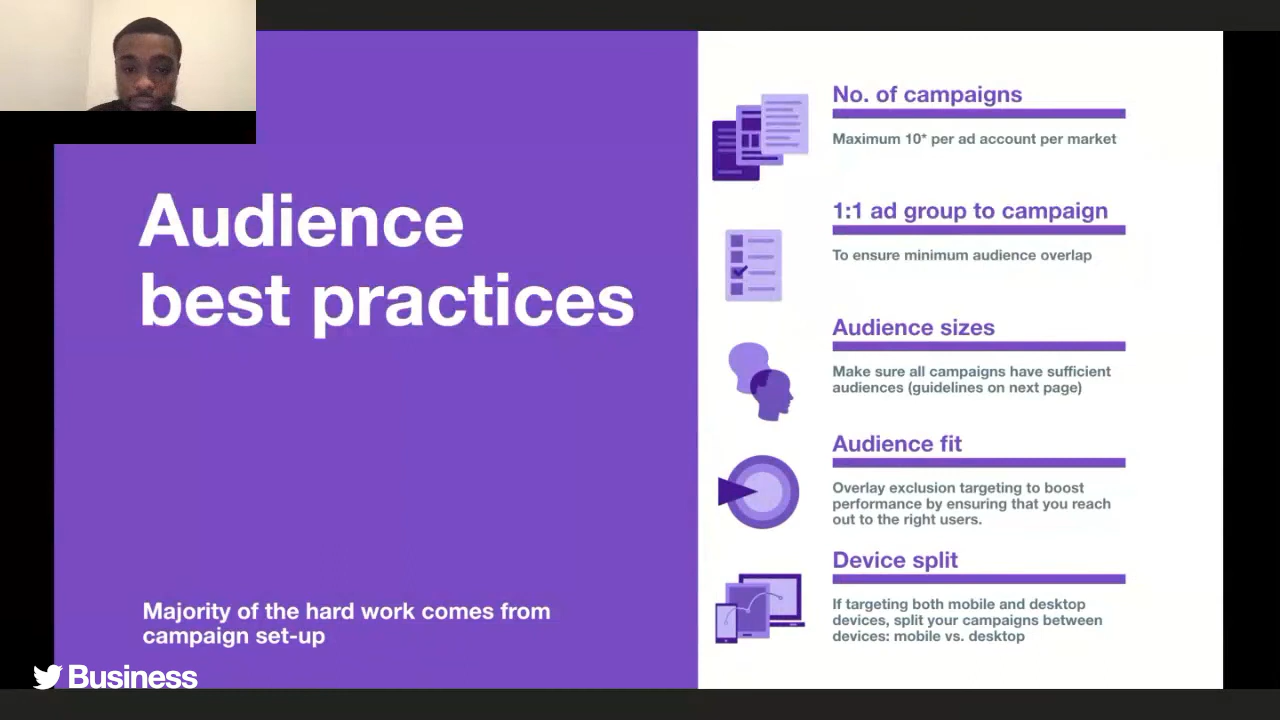 Audience
best practices
Majority of the hard work comes from
campaign set-up
Business
No. of campaigns
Maximum 10* per ad account per market
1:1 ad group to campaign
To ensure minimum audience overlap
Audience sizes
Make sure all campaigns have sufficient
audiences (guidelines on next page)
Audience fit
Overlay exclusion targeting to boost
performance by ensuring that you reach
out to the right users.
Device split
If targeting both mobile and desktop
devices, split your campaigns between
devices: mobile vs. desktop